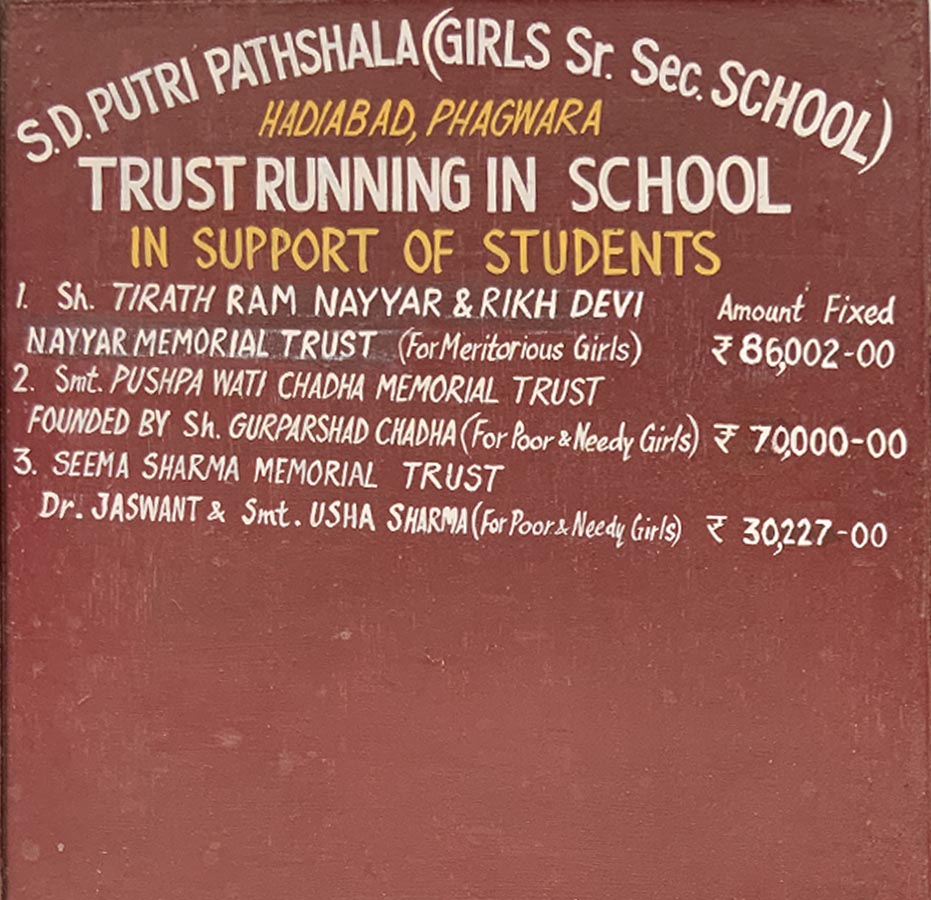 S.D. PUTRI PATHSHALA (GIRLS Sr. Sec. SCHOOL)
HADIABAD, PHAGWARA
TRUST RUNNING IN SCHOOL
IN SUPPORT OF STUDENTS
1. Sh. TIRATH RAM NAYYAR & RIKH DEVI Amount Fixed
NAYYAR MEMORIAL TRUST (For Meritorious Girls) ₹ 86,002-00
2. Smt. PUSHPA WATI CHADHA MEMORIAL TRUST
FOUNDED BY Sh. GURPARSHAD CHADHA (For Poor & Needy Girls) ₹ 70,000-00
3. SEEMA SHARMA MEMORIAL TRUST
Dr. JASWANT & Smt. USHA SHARMA (For Poor & Needy Girls) ₹ 30,227-00